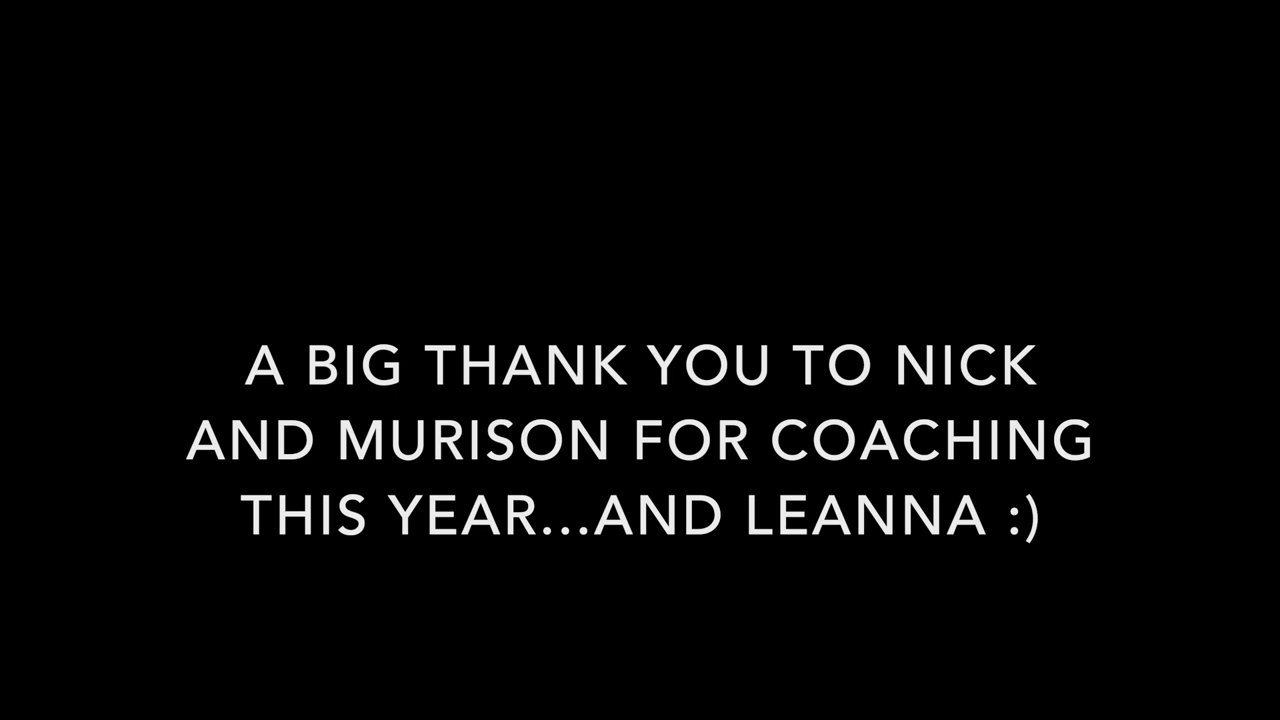 A BIG THANK YOU TO NICK
AND MURISON FOR COACHING
THIS YEAR...AND LEANNA :)